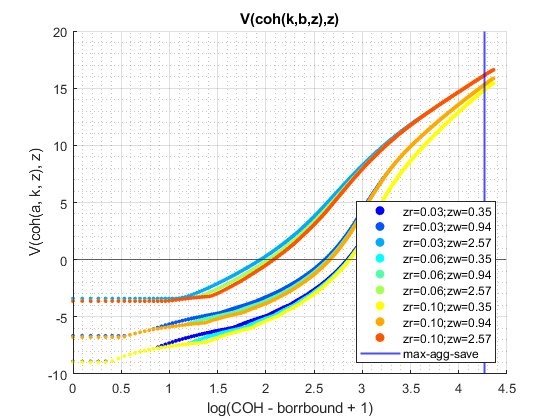 V(coh(k,b,z),z)
20
15
10
5
0
-5
-10
V(coh(a, k, z), z)
zr=0.03;zw=0.35
zr=0.03;zw=0.94
zr=0.03;zw=2.57
zr=0.06;zw=0.35
zr=0.06;zw=0.94
zr=0.06;zw=2.57
zr=0.10;zw=0.35
zr=0.10;zw=0.94
zr=0.10;zw=2.57
max-agg-save
0 0.5 1 1.5 2 2.5 3 3.5 4 4.5
log(COH - borrbound + 1)